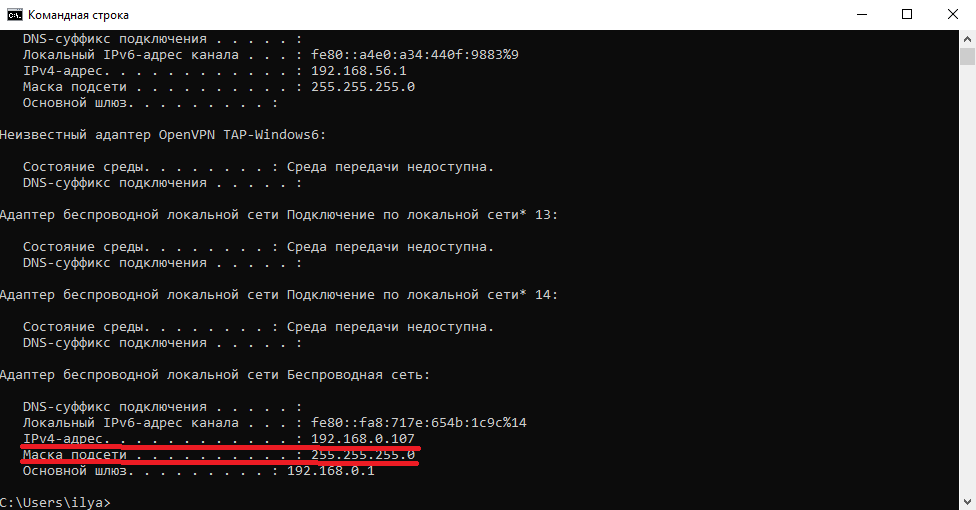 Командная строка
DNS-суффикс подключения . . . . . :
Локальный IPv6-адрес канала . . . : fe80::a4e0:a34:440f:9883%9
IPv4-адрес. . . . . . . . . . . . : 192.168.56.1
Маска подсети . . . . . . . . . . : 255.255.255.0
Основной шлюз. . . . . . . . . :
Неизвестный адаптер OpenVPN TAP-Windows6:
Состояние среды. . . . . . . . : Среда передачи недоступна.
DNS-суффикс подключения . . . . . :
Адаптер беспроводной локальной сети Подключение по локальной сети* 13:
Состояние среды. . . . . . . . : Среда передачи недоступна.
DNS-суффикс подключения . . . . . :
Адаптер беспроводной локальной сети Подключение по локальной сети* 14:
Состояние среды. . . . . . . . : Среда передачи недоступна.
DNS-суффикс подключения . . . . . :
Адаптер беспроводной локальной сети Беспроводная сеть:
DNS-суффикс подключения . . . . . :
Локальный IPv6-адрес канала . . . : fe80::fa8:717e:654b:1c9c%14
IPv4-адрес. . . . . . . . . . . . : 192.168.0.107
Маска подсети . . . . . . . . . . : 255.255.255.0
Основной шлюз. . . . . . . . . : 192.168.0.1
C:\Users\ilya>